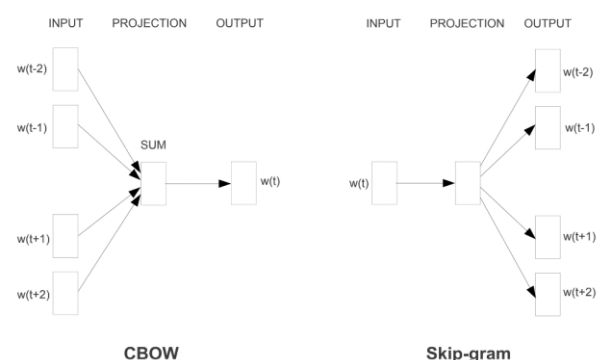 INPUT PROJECTION OUTPUT
w(t-2)
w(t-1)
SUM
w(t)
w(t+1)
w(t+2)
CBOW
INPUT PROJECTION OUTPUT
w(t-2)
w(t-1)
w(t)
w(t+1)
w(t+2)
Skip-gram